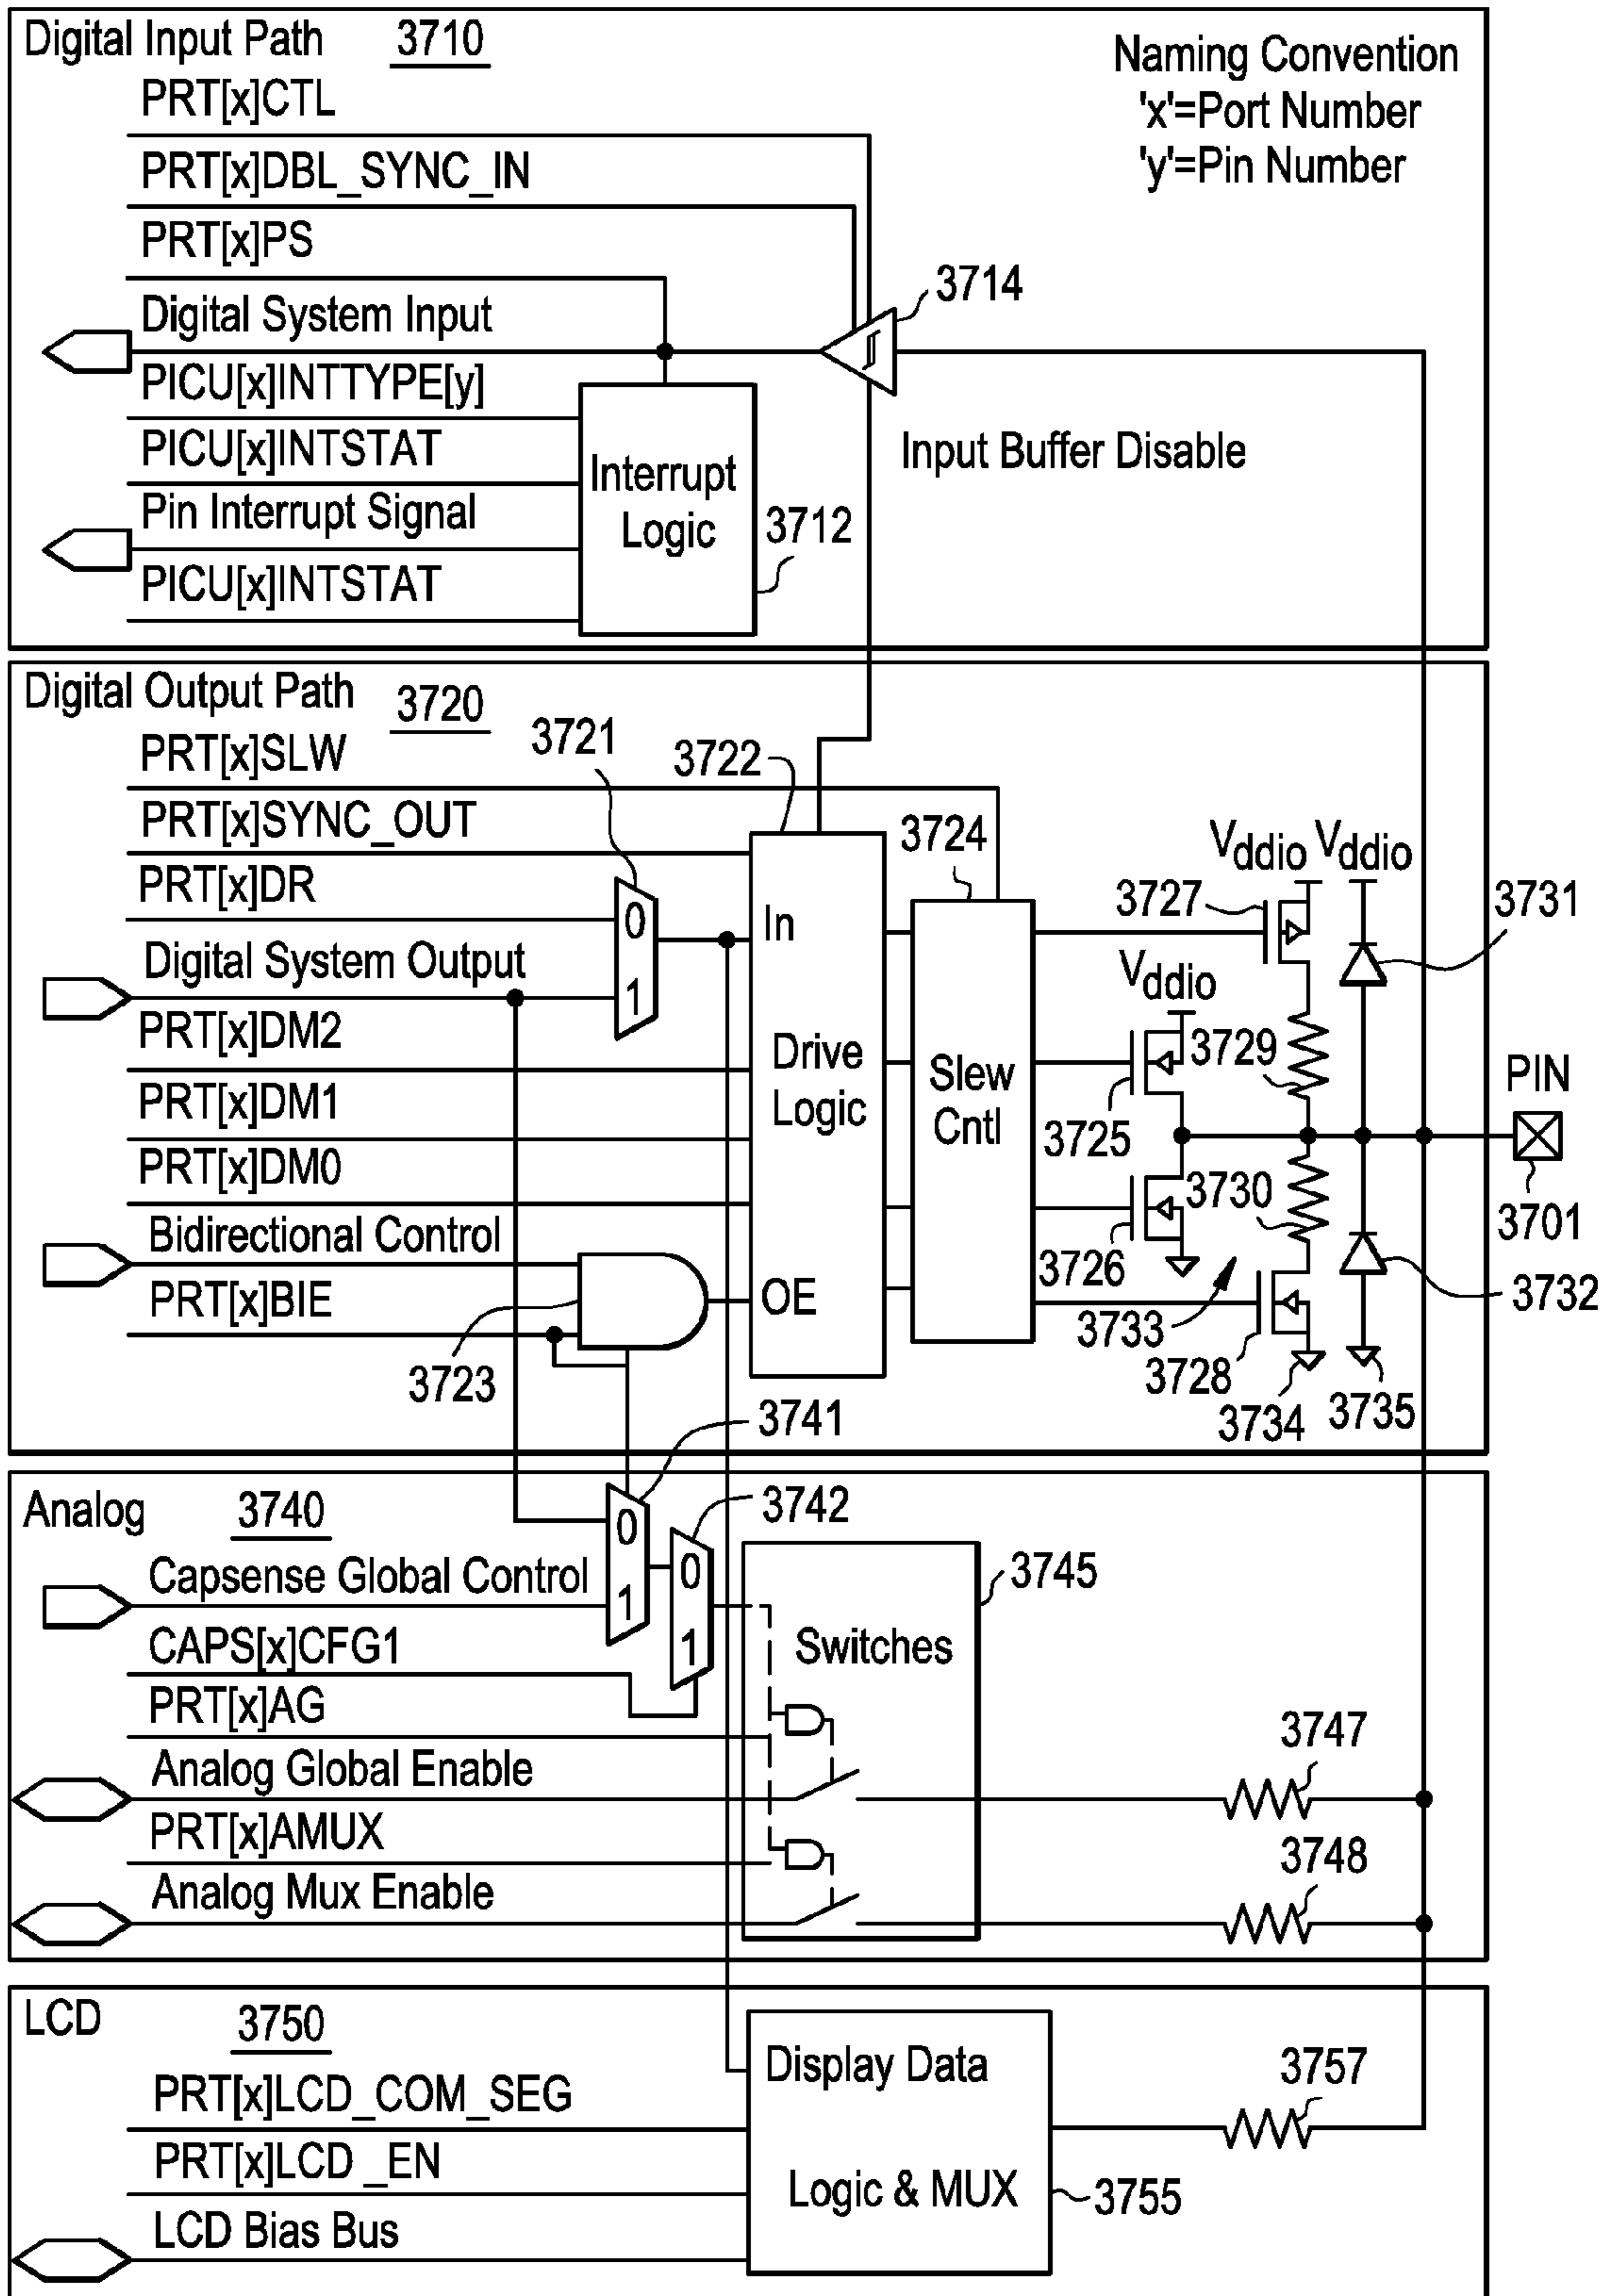 Digital Input Path 3710
Naming Convention
'x'=Port Number
'y'=Pin Number
PRT[x]CTL
PRT[x]DBL_SYNC_IN
PRT[x]PS
3714
Digital System Input
PICU[x]INTTYPE[y]
PICU[x]INTSTAT
Input Buffer Disable
Interrupt
Logic
3712
Pin Interrupt Signal
PICU[x]INTSTAT
Digital Output Path 3720
3721
3722
PRT[x]SLW
PRT[x]SYNC_OUT
3724
Vddio Vddio
PRT[x]DR
0
In
3727
3731
Digital System Output
1
Vddio
PRT[x]DM2
Drive
Logic
Slew
Cntl
3729
PIN
PRT[x]DM1
3725
PRT[x]DM0
3730
3701
Bidirectional Control
3726
PRT[x]BIE
OE
3733
3732
3723
3728
3734
3735
3741
Analog 3740
0
3742
0
3745
Capsense Global Control
1
CAPS[x]CFG1
1
Switches
PRT[x]AG
3747
Analog Global Enable
PRT[x]AMUX
3748
Analog Mux Enable
LCD 3750
Display Data
3757
PRT[x]LCD_COM_SEG
PRT[x]LCD_EN
Logic & MUX
3755
LCD Bias Bus